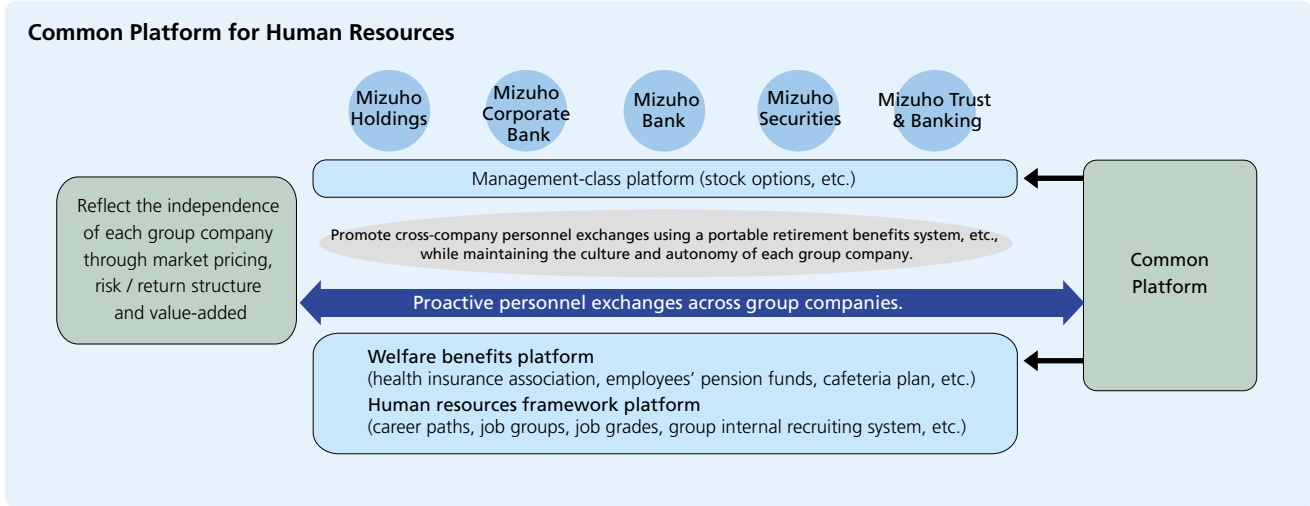 Common Platform for Human Resources
Mizuho
Holdings
Mizuho
Corporate
Bank
Mizuho
Bank
Mizuho
Securities
Mizuho Trust
& Banking
Management-class platform (stock options, etc.)
Reflect the independence
of each group company
through market pricing,
risk / return structure
and value-added
Promote cross-company personnel exchanges using a portable retirement benefits system, etc.,
while maintaining the culture and autonomy of each group company.
Common
Platform
Proactive personnel exchanges across group companies.
Welfare benefits platform
(health insurance association, employees’ pension funds, cafeteria plan, etc.)
Human resources framework platform
(career paths, job groups, job grades, group internal recruiting system, etc.)